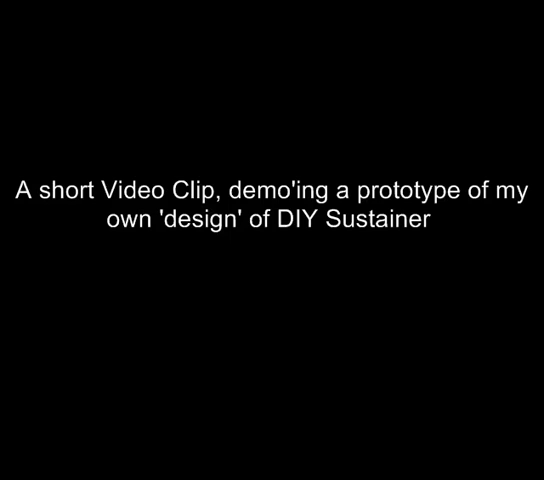 A short Video Clip, demo'ing a prototype of my
own 'design' of DIY Sustainer